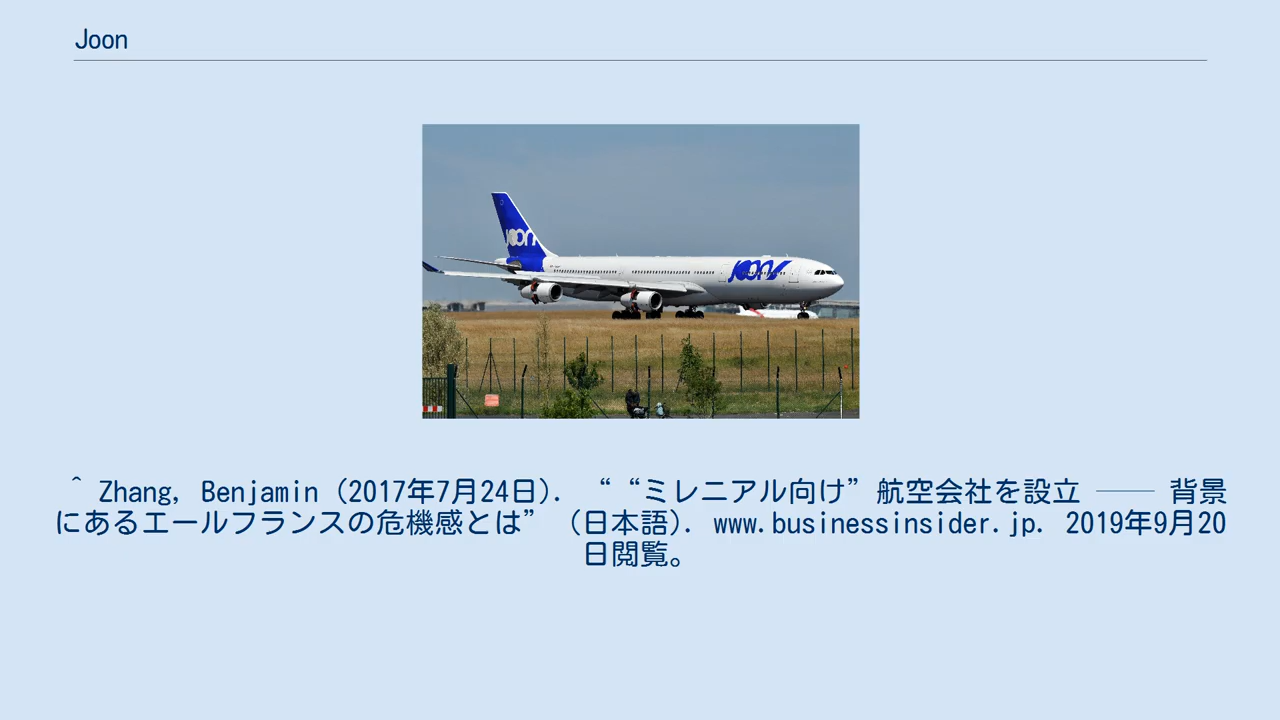 Joon
JOON
JOON
^ Zhang, Benjamin (2017年7月24日). “ “ミレニアル向け” 航空会社を設立 ―― 背景
にあるエールフランスの危機感とは” (日本語). www.businessinsider.jp. 2019年9月20
日閲覧。